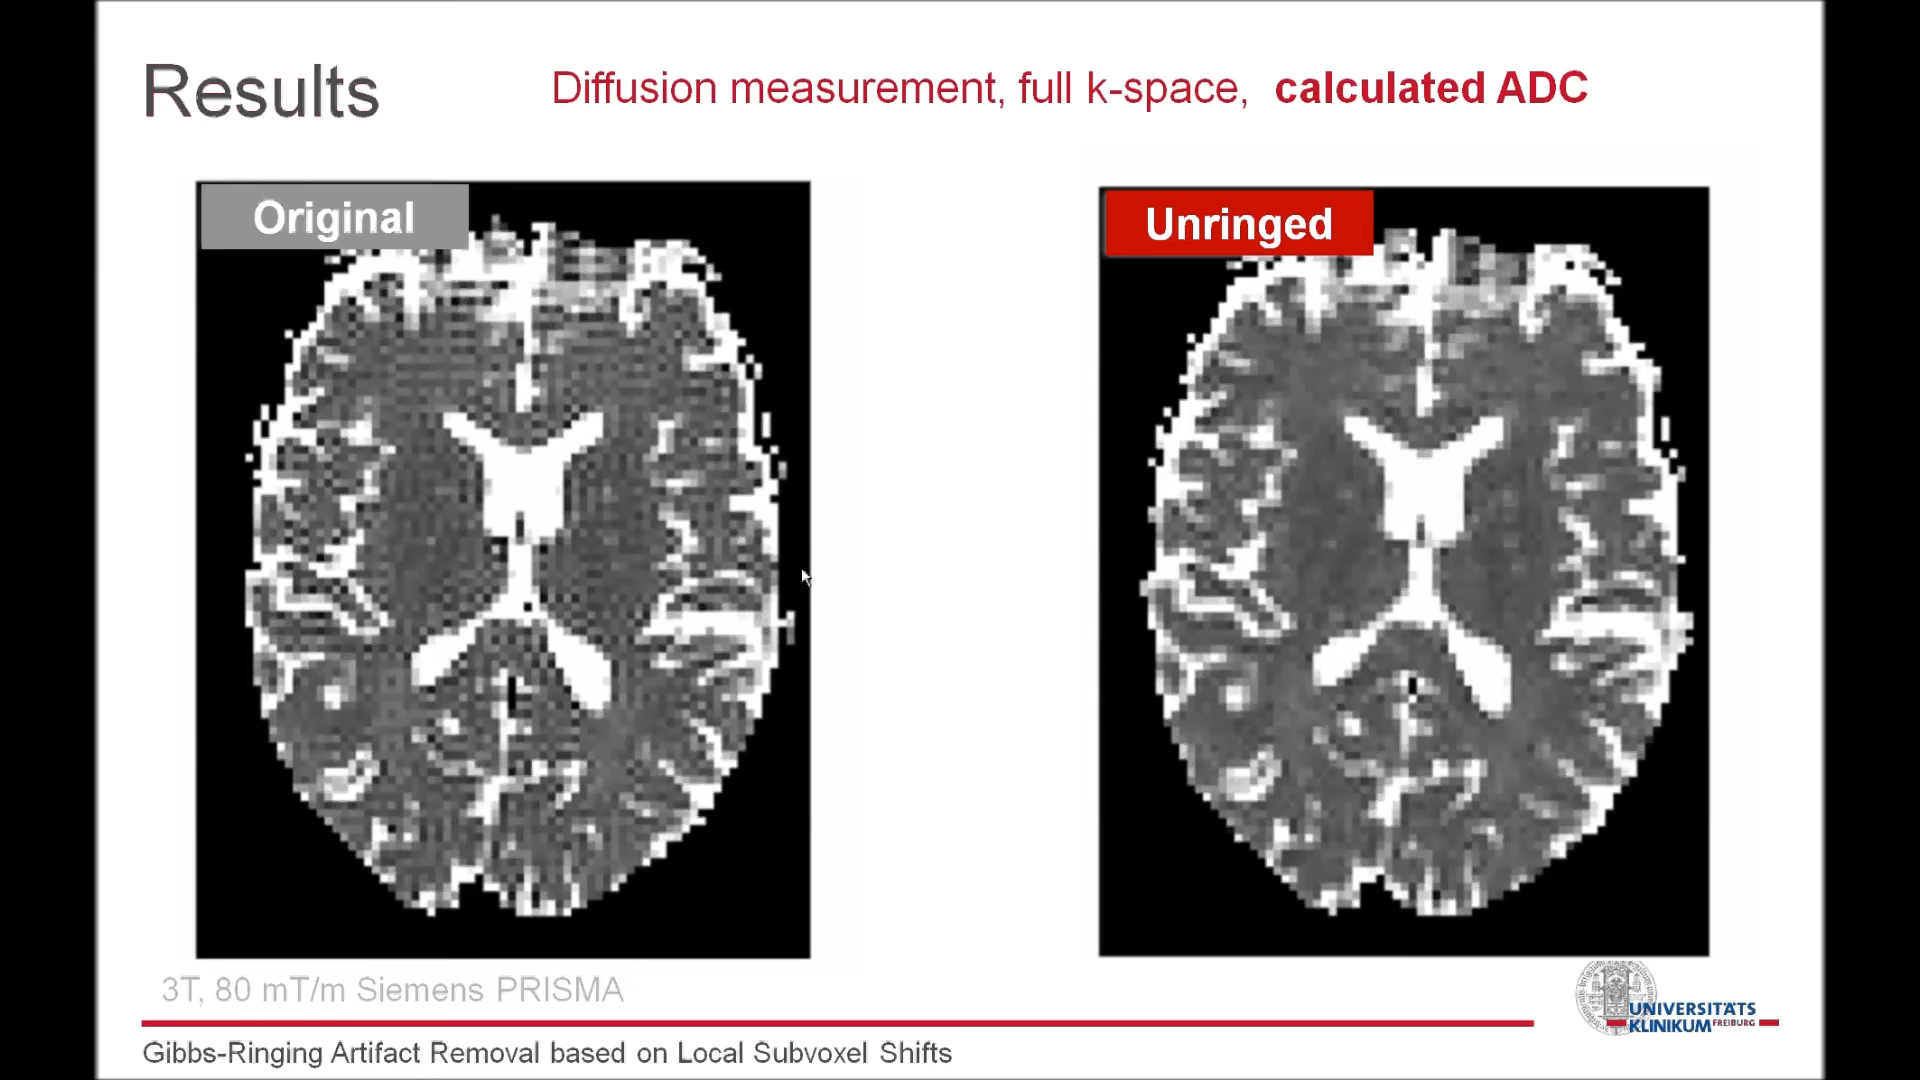 Results
Diffusion measurement, full k-space, calculated ADC
Original
Unringed
3T, 80 mT/m Siemens PRISMA
UNIVERSITÄTS
KLINIKUM FREIBURG
Gibbs-Ringing Artifact Removal based on Local Subvoxel Shifts